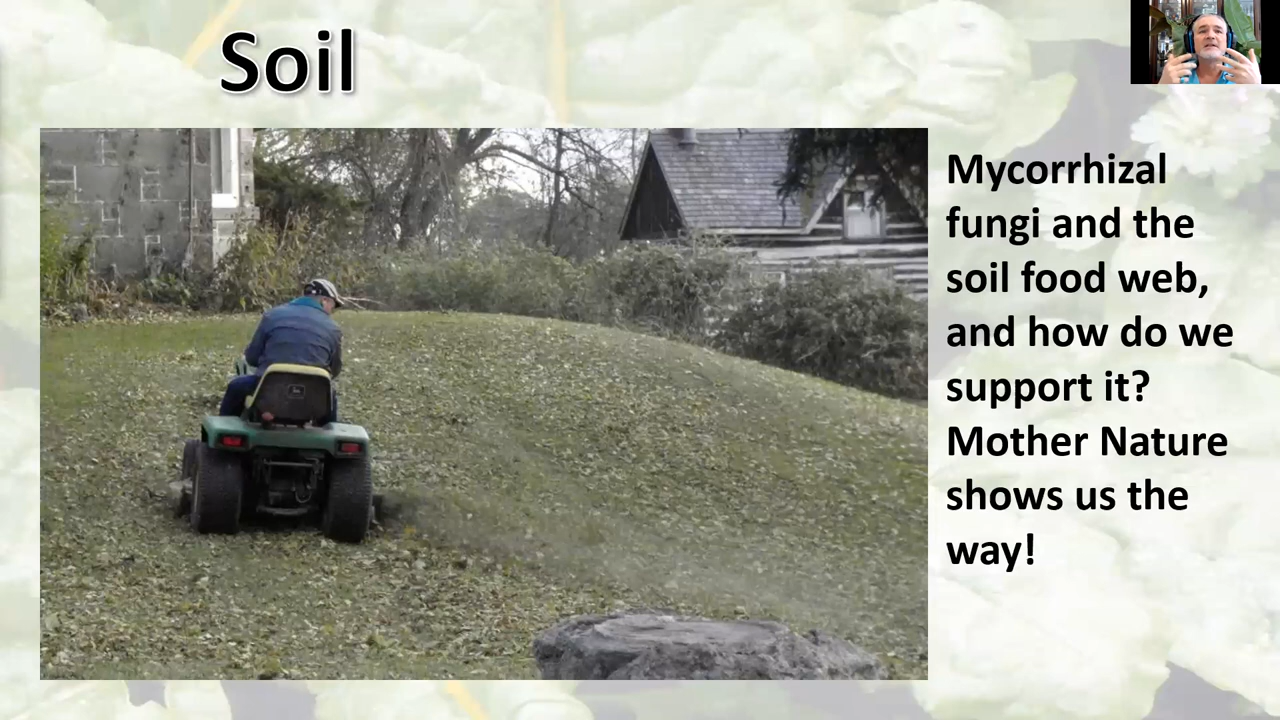 Soil
Mycorrhizal
fungi and the
soil food web,
and how do we
support it?
Mother Nature
shows us the
way!